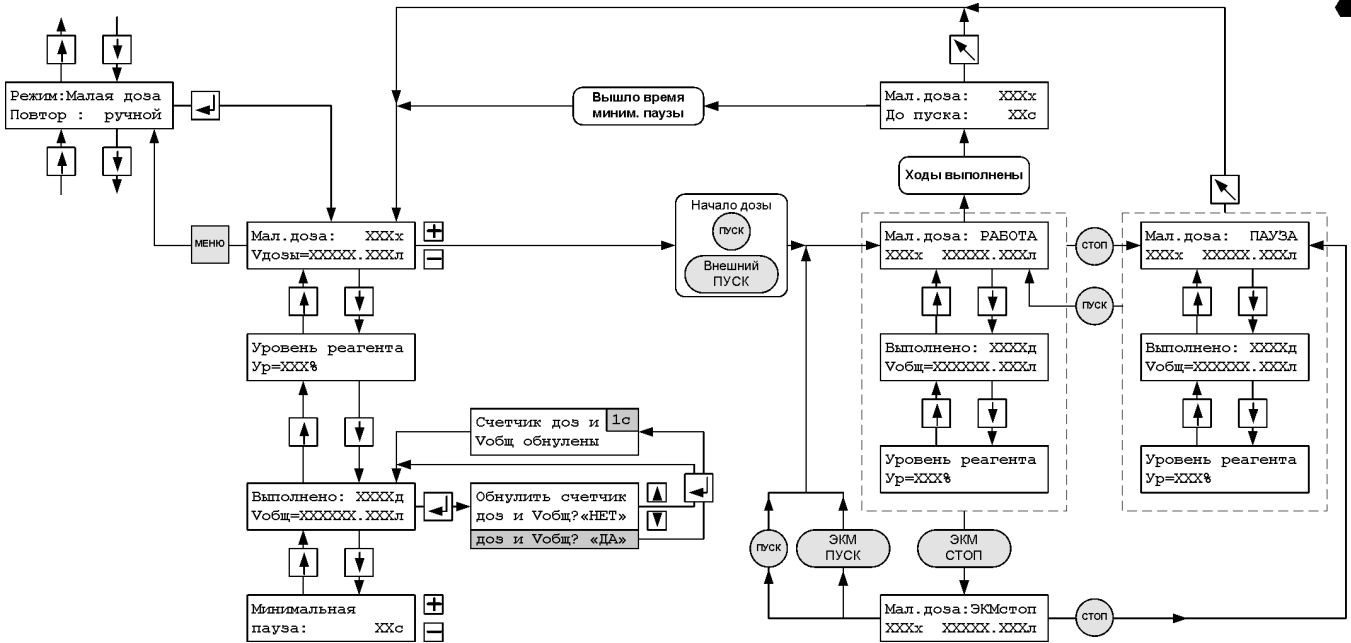 Режим:Малая доза
Повтор : ручной
Вышло время
миним. паузы
Мал.доза: XXXх
До пуска: XXс
Ходы выполнены
МЕНЮ
Мал.доза: XXXх
Vдозы=XXXXX.XXXл
+
−
Начало дозы
ПУСК
Внешний
ПУСК
Мал.доза: РАБОТА
XXXх XXXXX.XXXл
СТОП
ПУСК
Мал.доза: ПАУЗА
XXXх XXXXX.XXXл
Уровень реагента
Ур=XXX%
Выполнено: XXXXд
Vобщ=XXXXXX.XXXл
Выполнено: XXXXд
Vобщ=XXXXXX.XXXл
Счетчик доз и 1с
Vобщ обнулены
Уровень реагента
Ур=XXX%
Уровень реагента
Ур=XXX%
Выполнено: XXXXд
Vобщ=XXXXXX.XXXл
Обнулить счетчик
доз и Vобщ?«НЕТ»
доз и Vобщ? «ДА»
ПУСК
ЭКМ
ПУСК
ЭКМ
СТОП
Минимальная
пауза: XXс
+
−
Мал.доза:ЭКМстоп
XXXх XXXXX.XXXл
СТОП